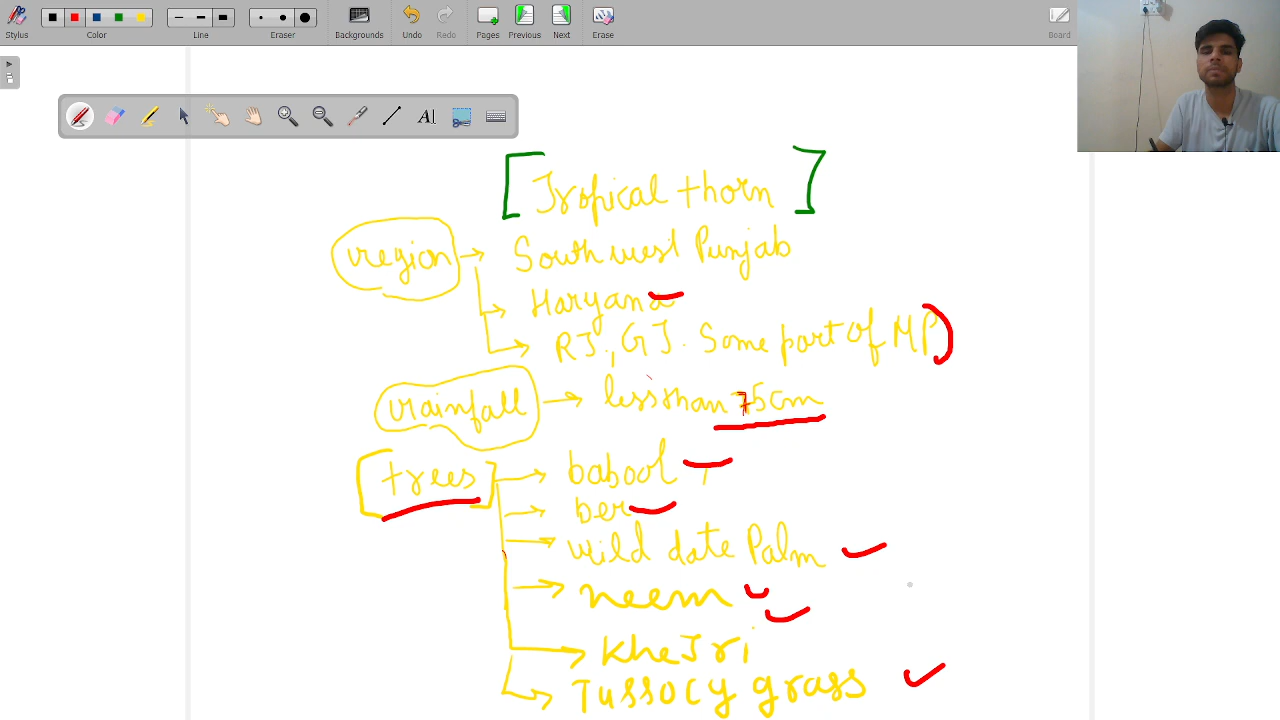 Stylus Color Line Eraser Backgrounds Undo Redo Pages Previous Next Erase Board
[Tropical thorn]
region → South west Punjab
→ Haryana
→ RJ., GJ. Some part of MP)
rainfall → less than 75cm
[trees] → babool
→ ber
→ wild date Palm
→ neem
→ KheJri
→ Tussocy grass